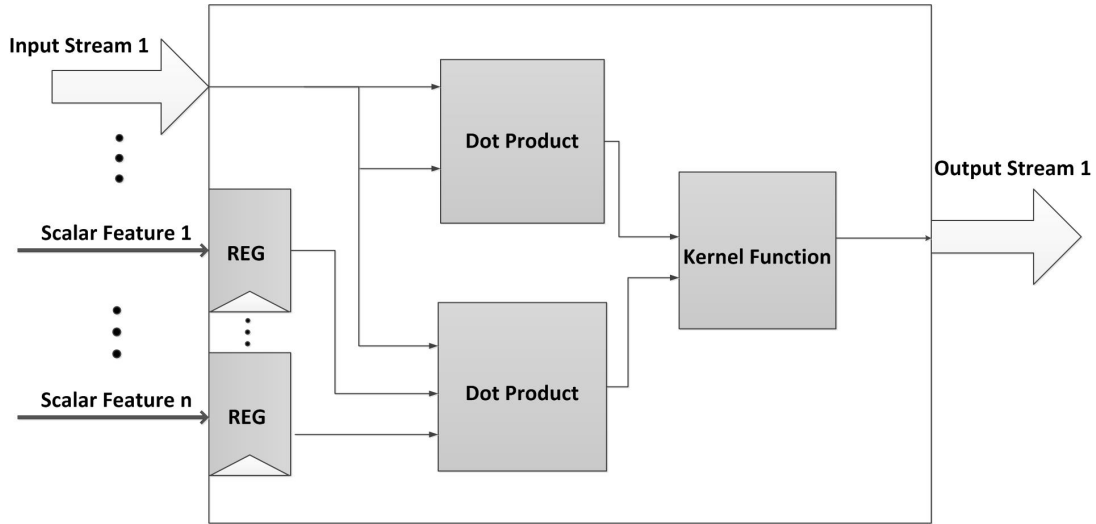 Input Stream 1
Dot Product
Output Stream 1
Scalar Feature 1
REG
Kernel Function
Dot Product
Scalar Feature n
REG